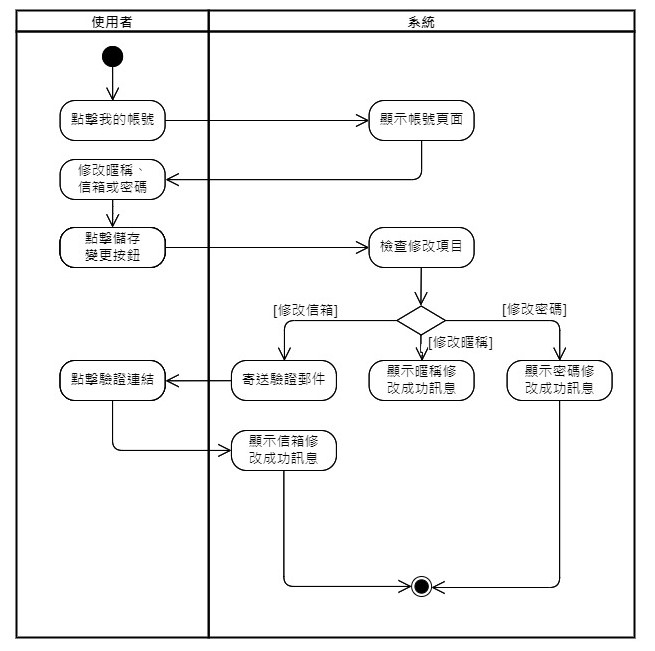 使用者
系統
點擊我的帳號
顯示帳號頁面
修改暱稱、
信箱或密碼
點擊儲存
變更按鈕
檢查修改項目
[修改信箱]
[修改密碼]
[修改暱稱]
點擊驗證連結
寄送驗證郵件
顯示暱稱修
改成功訊息
顯示密碼修
改成功訊息
顯示信箱修
改成功訊息